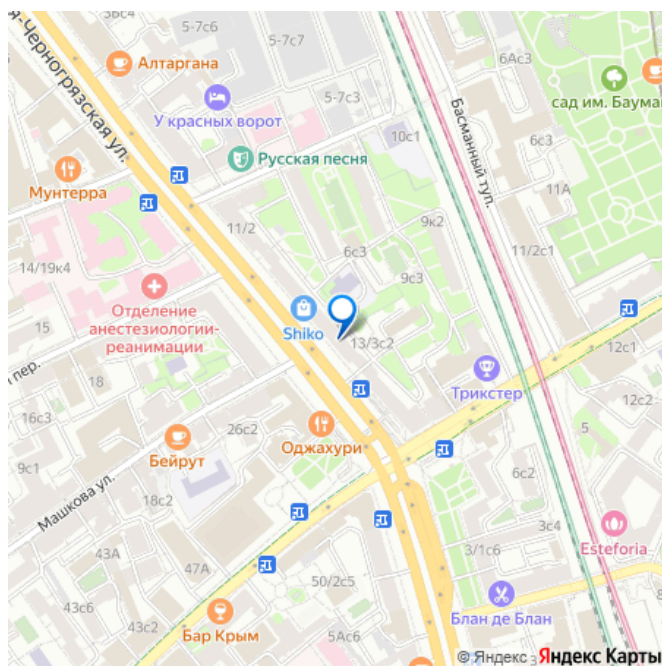 3Бс4
5-7с6
5-7с7
6Ас3
Алтаргана
сад им. Баума
У красных ворот
5-7с3
6с3
я-Черногрязская ул.
Басманный туп.
10с1
Русская песня
Мунтерра
11А
9к2
11/2
6с3
11/2с1
14/19к4
9с3
Отделение
анестезиологии-
реанимации
Shiko
15
13/3с2
12с1
пер.
18
Трикстер
12с2
16с3
26с2
Оджахури
5
Бейрут
9с1
6с2
Машкова ул.
18с2
3с4
Esteforia
43А
47А
3/1с6
50/2с5
Блан де Блан
43с6
43с2
Бар Крым
5Ас6
© Яндекс
Яндекс Карты